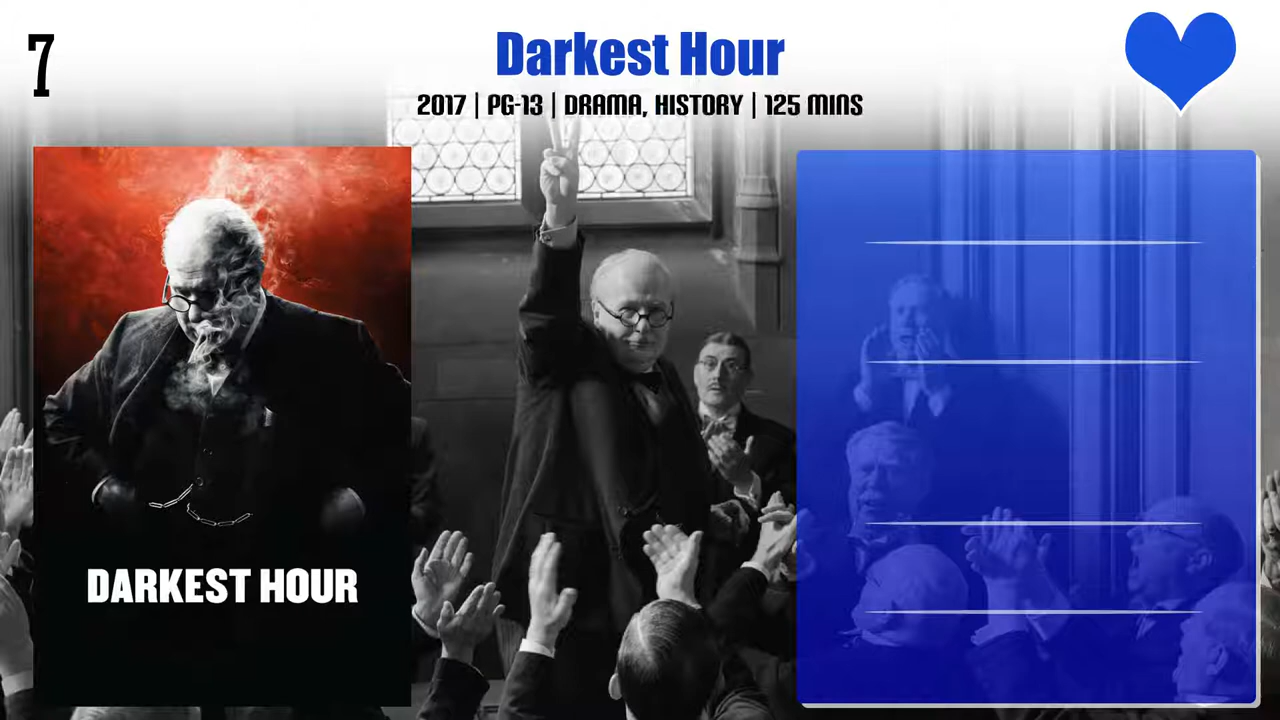 7
Darkest Hour
2017 | PG-13 | DRAMA, HISTORY | 125 MINS
DARKEST HOUR